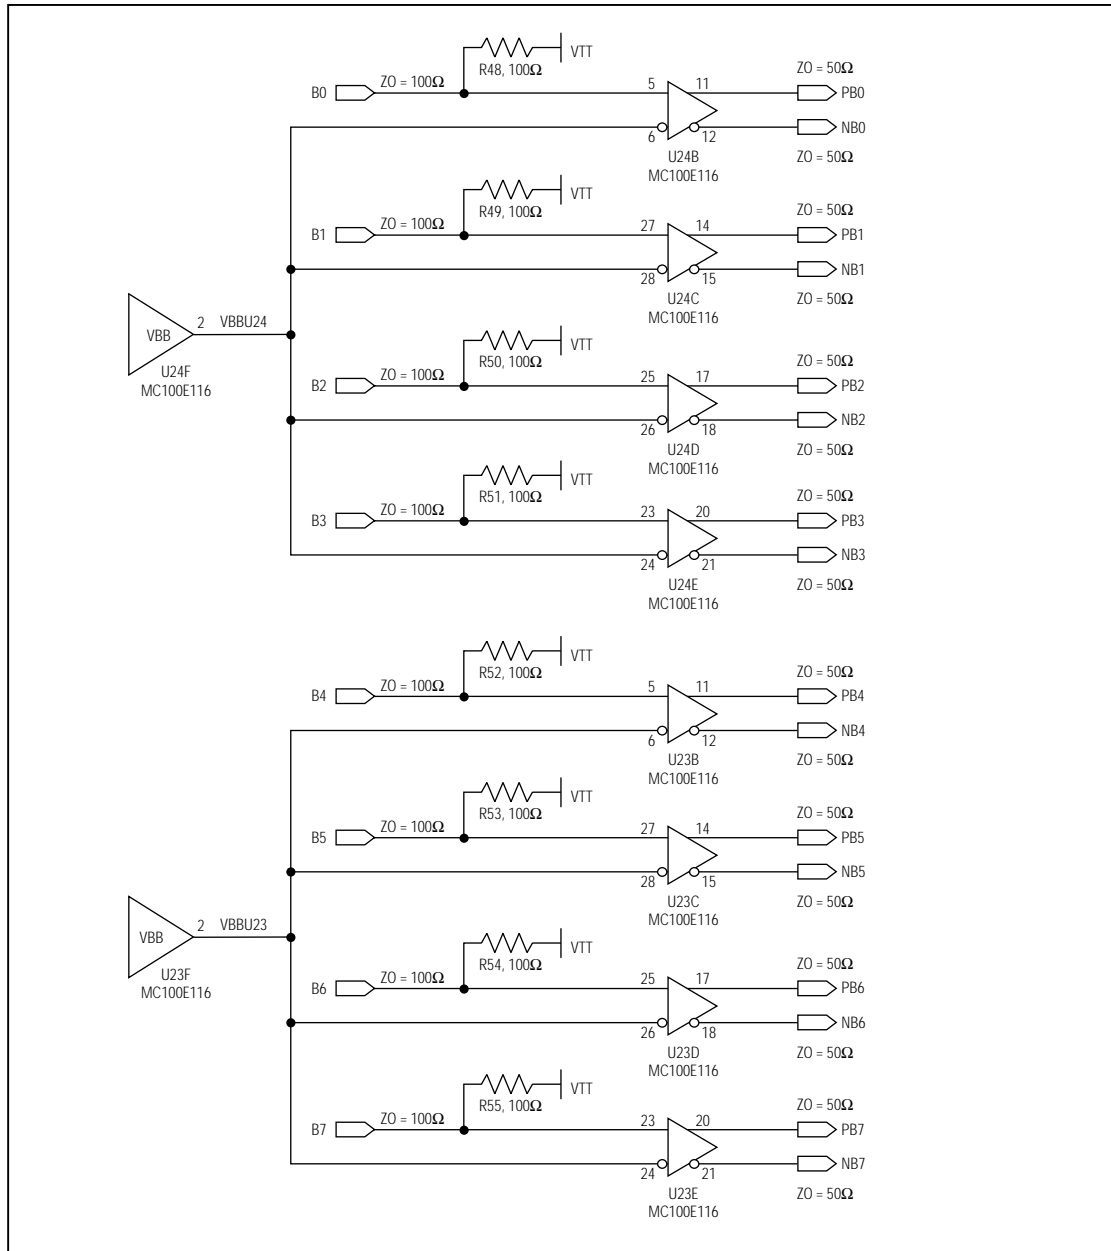 VTT
R48, 100Ω
B0
ZO = 100Ω
5
11
ZO = 50Ω
PB0
6
12
NB0
U24B
MC100E116
ZO = 50Ω
VTT
R49, 100Ω
B1
ZO = 100Ω
27
14
ZO = 50Ω
PB1
28
15
NB1
U24C
MC100E116
ZO = 50Ω
VBB
2
VBBU24
U24F
MC100E116
VTT
R50, 100Ω
B2
ZO = 100Ω
25
17
ZO = 50Ω
PB2
26
18
NB2
U24D
MC100E116
ZO = 50Ω
VTT
R51, 100Ω
B3
ZO = 100Ω
23
20
ZO = 50Ω
PB3
24
21
NB3
U24E
MC100E116
ZO = 50Ω
VTT
R52, 100Ω
B4
ZO = 100Ω
5
11
ZO = 50Ω
PB4
6
12
NB4
U23B
MC100E116
ZO = 50Ω
VTT
R53, 100Ω
B5
ZO = 100Ω
27
14
ZO = 50Ω
PB5
28
15
NB5
U23C
MC100E116
ZO = 50Ω
VBB
2
VBBU23
U23F
MC100E116
VTT
R54, 100Ω
B6
ZO = 100Ω
25
17
ZO = 50Ω
PB6
26
18
NB6
U23D
MC100E116
ZO = 50Ω
VTT
R55, 100Ω
B7
ZO = 100Ω
23
20
ZO = 50Ω
PB7
24
21
NB7
U23E
MC100E116
ZO = 50Ω